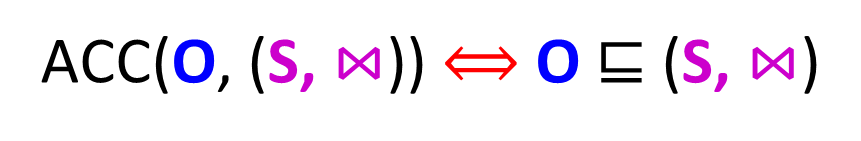 ACC(O, (S, ⋈)) ⟺ O ⊑ (S, ⋈)